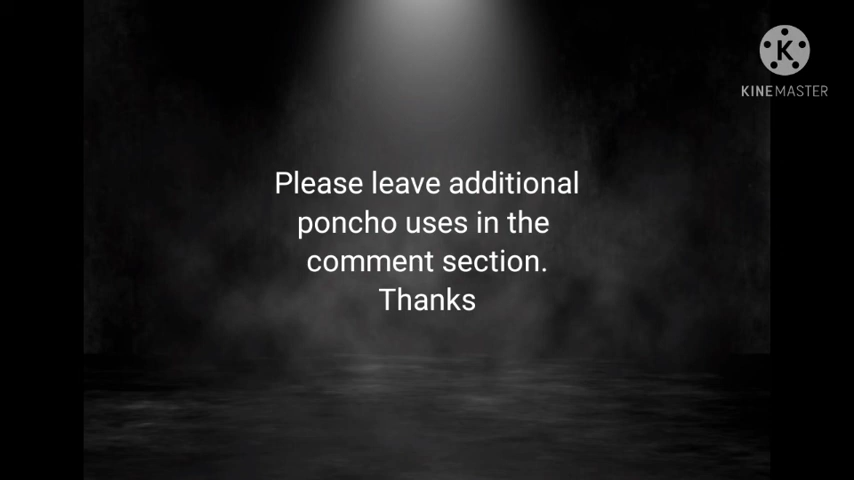 KINEMASTER
Please leave additional
poncho uses in the
comment section.
Thanks